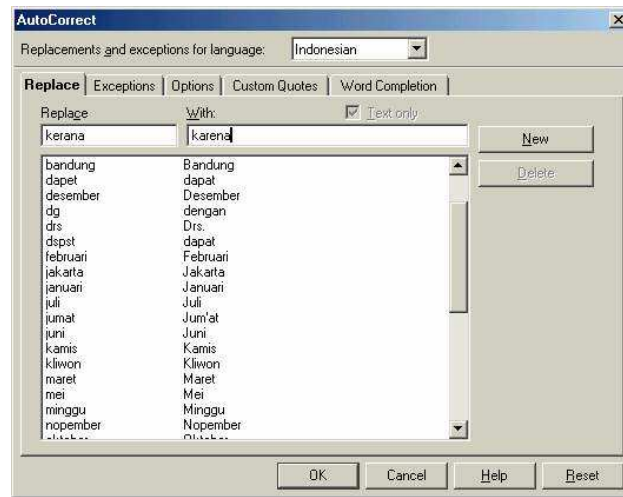 AutoCorrect
Replacements and exceptions for language: Indonesian
Replace Exceptions Options Custom Quotes Word Completion
Replace With: Text only
kerana karena New
Delete
bandung Bandung
dapet dapat
desember Desember
dg dengan
drs Drs.
dspst dapat
februari Februari
jakarta Jakarta
januari Januari
juli Juli
jumat Jum'at
juni Juni
kamis Kamis
kliwon Kliwon
maret Maret
mei Mei
minggu Minggu
nopember Nopember
OK Cancel Help Reset